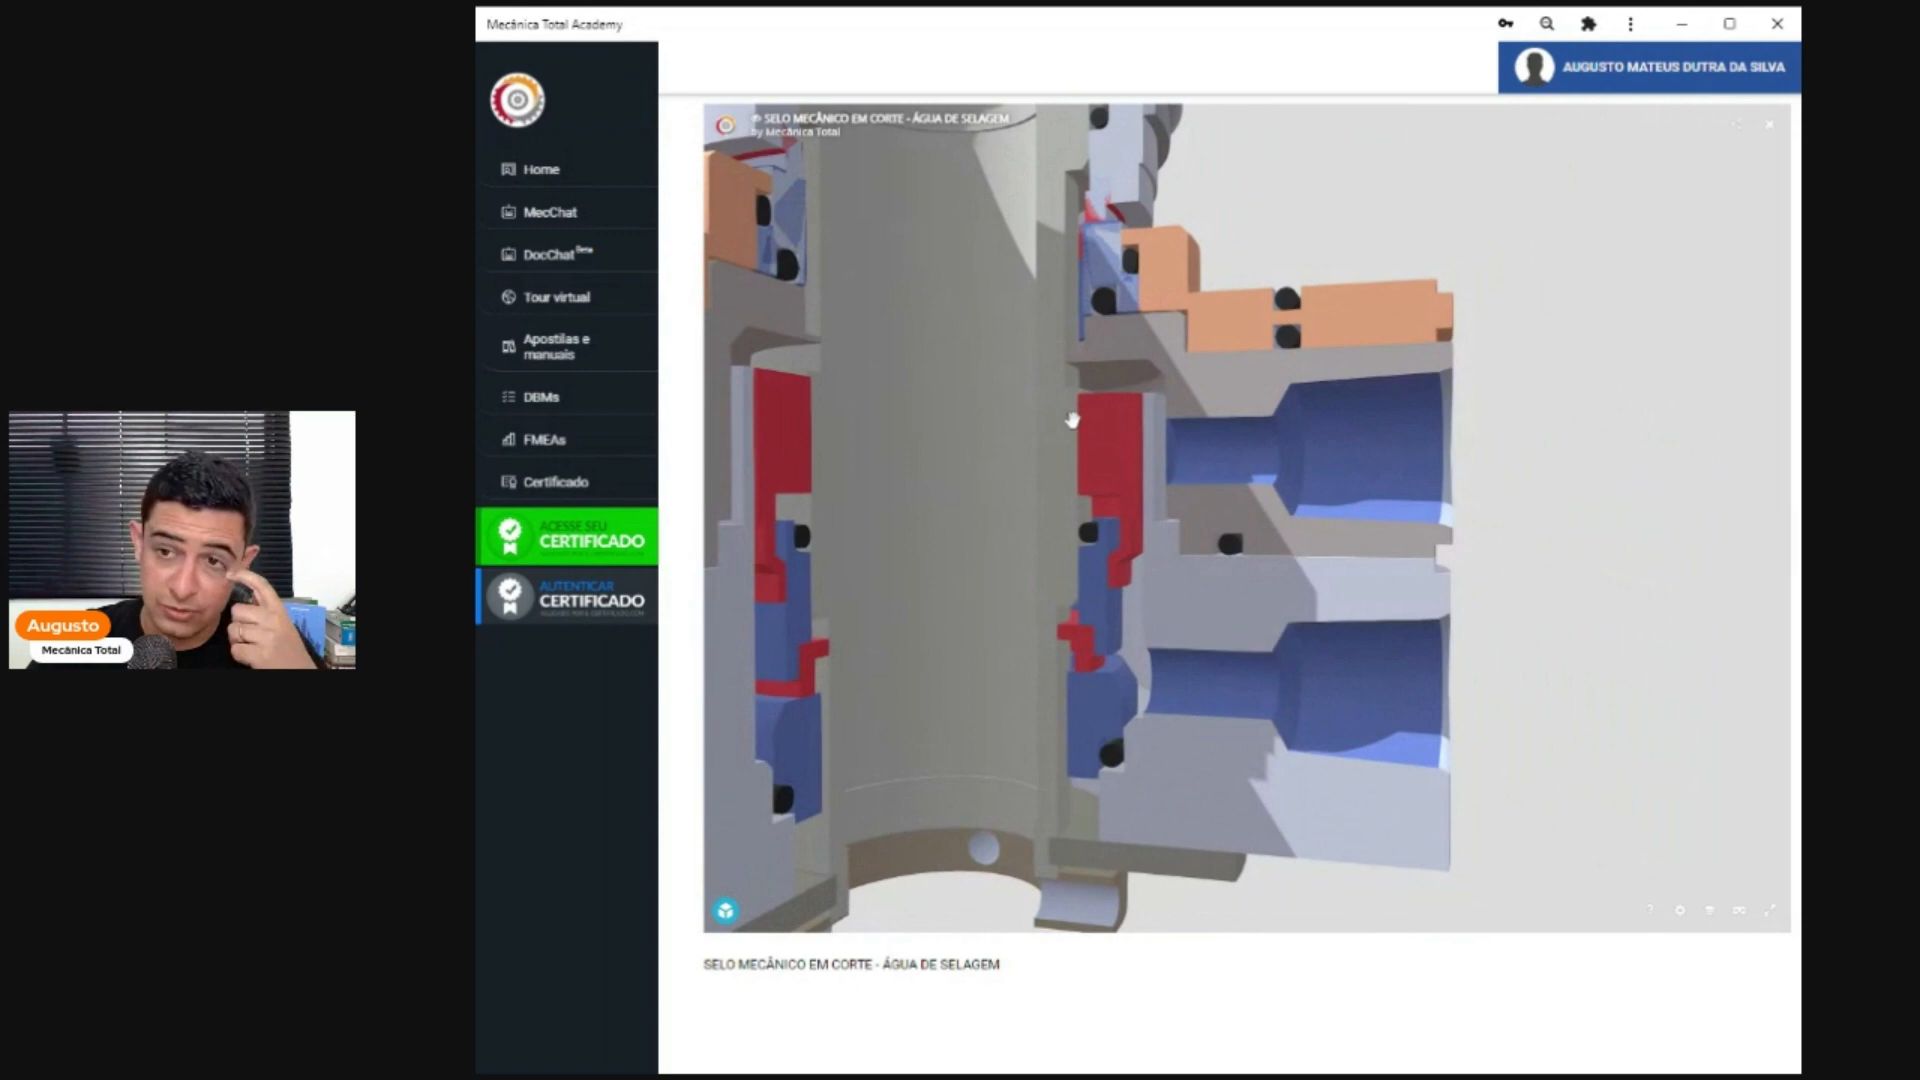 Mecânica Total Academy
AUGUSTO MATEUS DUTRA DA SILVA
SELO MECÂNICO EM CORTE - ÁGUA DE SELAGEM
by Mecânica Total
Home
MecChat
DocChat Beta
Tour virtual
Apostilas e
manuais
DBMs
FMEAs
Certificado
ACESSE SEU
CERTIFICADO
AUTENTICAR
CERTIFICADO
Augusto
Mecânica Total
SELO MECÂNICO EM CORTE - ÁGUA DE SELAGEM